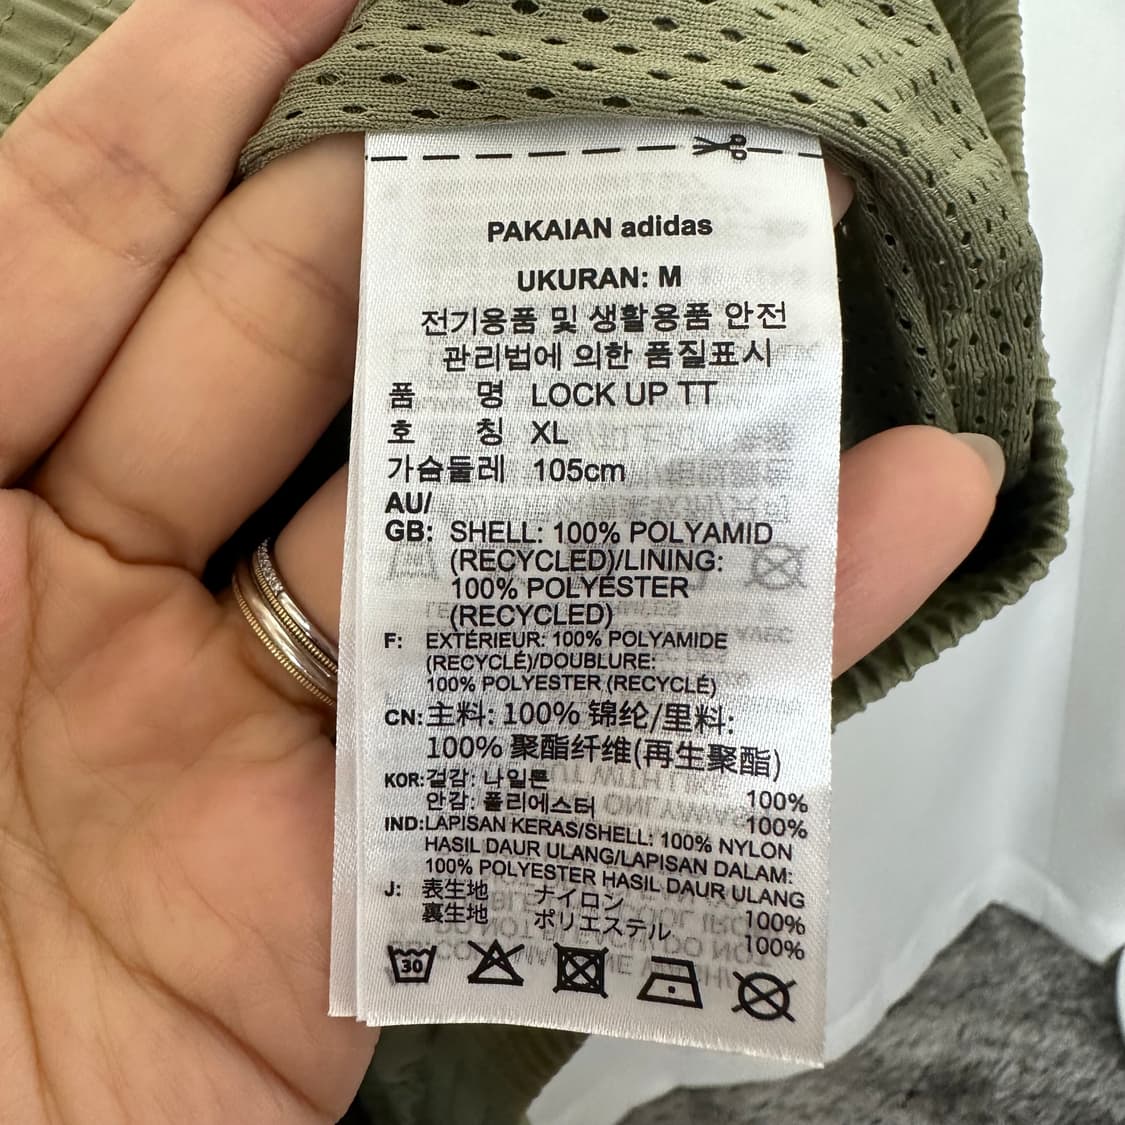 PAKAIAN adidas
UKURAN: M
전기용품 및 생활용품 안전
관리법에 의한 품질표시
품 명 LOCK UP TT
호 칭 XL
가슴둘레 105cm
AU/
GB: SHELL: 100% POLYAMID
(RECYCLED)/LINING:
100% POLYESTER
(RECYCLED)
F: EXTÉRIEUR: 100% POLYAMIDE
(RECYCLÉ)/DOUBLURE:
100% POLYESTER (RECYCLÉ)
CN: 主料: 100% 锦纶/里料:
100% 聚酯纤维(再生聚酯)
KOR: 겉감: 나일론 100%
안감: 폴리에스터 100%
IND: LAPISAN KERAS/SHELL: 100% NYLON
HASIL DAUR ULANG/LAPISAN DALAM:
100% POLYESTER HASIL DAUR ULANG
J: 表生地 ナイロン 100%
裏生地 ポリエステル 100%
30